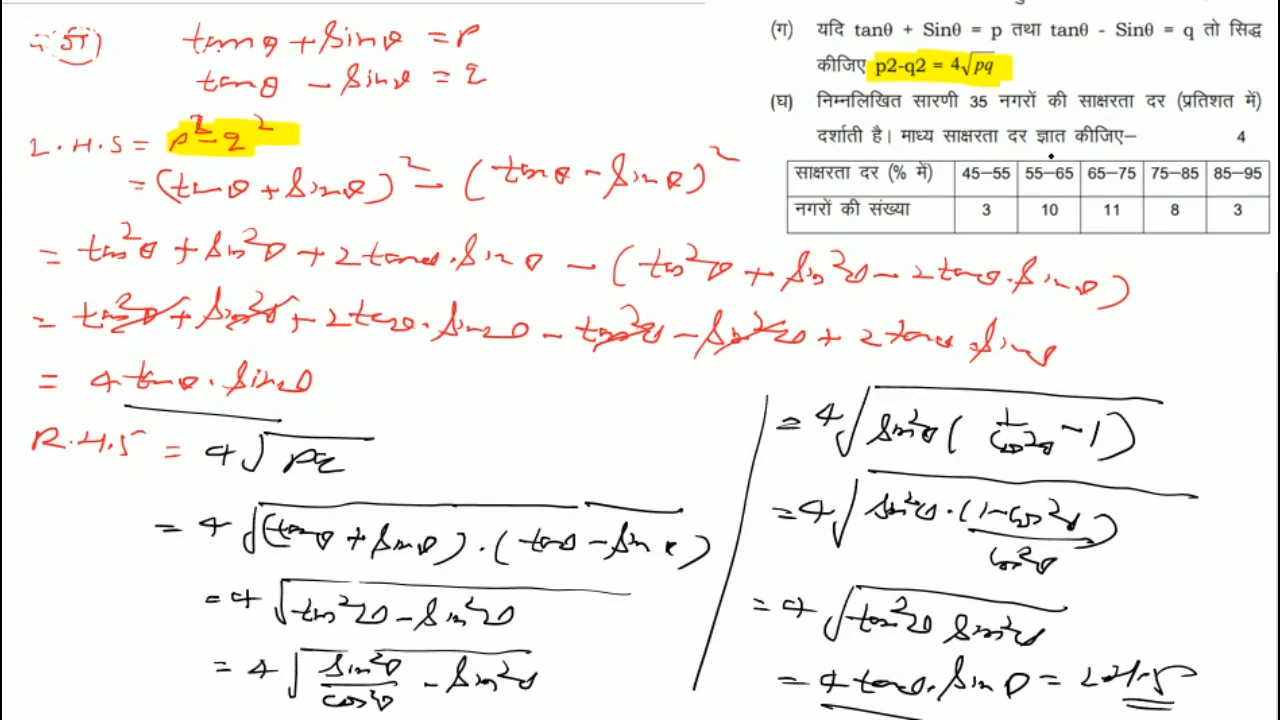 (ग) यदि tanθ + Sinθ = p तथा tanθ - Sinθ = q तो सिद्ध
कीजिए p2-q2 = 4√pq
(घ) निम्नलिखित सारणी 35 नगरों की साक्षरता दर (प्रतिशत में)
दर्शाती है। माध्य साक्षरता दर ज्ञात कीजिए– 4
साक्षरता दर (% में) 45–55 55–65 65–75 75–85 85–95
नगरों की संख्या 3 10 11 8 3
tanθ + Sinθ = p
tanθ - Sinθ = q
L.H.S = p² - q²
= (tanθ + Sinθ)² - (tanθ - Sinθ)²
= tan²θ + Sin²θ + 2tanθ.Sinθ - (tan²θ + Sin²θ - 2tanθ.Sinθ)
= tan²θ + Sin²θ + 2tanθ.Sinθ - tan²θ - Sin²θ + 2tanθ.Sinθ
= 4tanθ.Sinθ
R.H.S = 4√pq
= 4√(tanθ + Sinθ).(tanθ - Sinθ)
= 4√tan²θ - Sin²θ
= 4√Sin²θ/cos²θ - Sin²θ
= 4√Sin²θ(1/cos²θ - 1)
= 4√Sin²θ.(1-cos²θ/cos²θ)
= 4√tan²θ Sin²θ
= 4tanθ.Sinθ = L.H.S